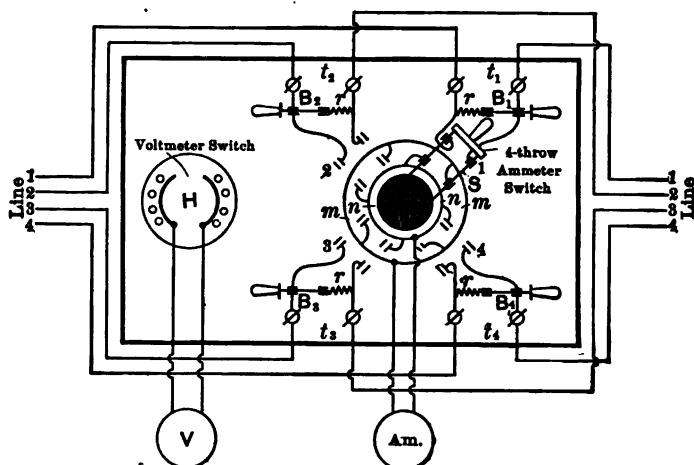 t₂
t₁
B₂
r
r
B₁
Voltmeter Switch
4-throw
Ammeter
Switch
2
1
S
Line
1
2
3
4
H
m
n
n
m
1
2
3
4
Line
3
4
r
r
B₃
B₄
t₃
t₄
V
Am.